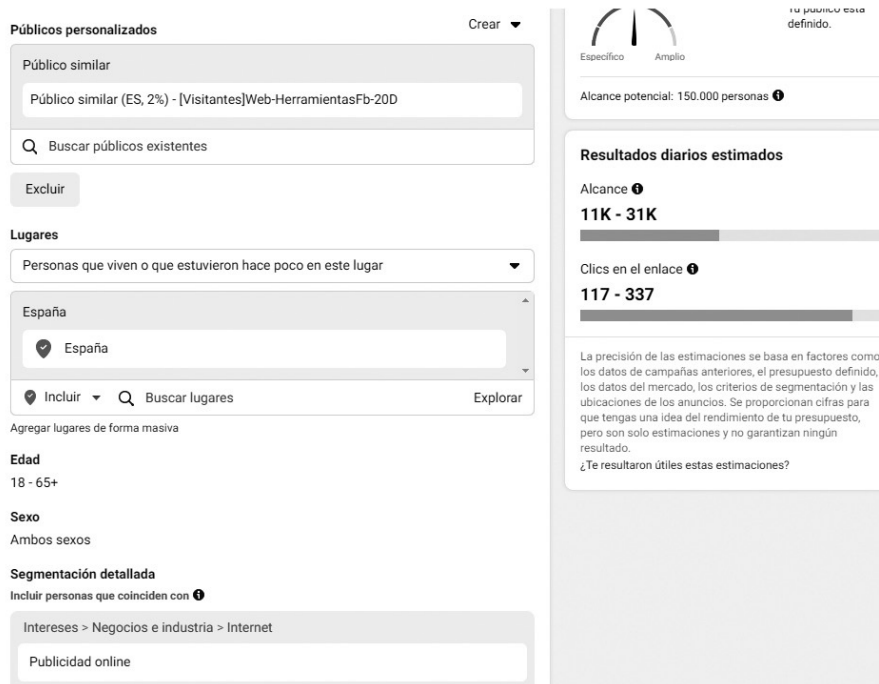 Públicos personalizados
Crear
Público similar
Público similar (ES, 2%) - [Visitantes]Web-HerramientasFb-20D
Buscar públicos existentes
Excluir
Lugares
Personas que viven o que estuvieron hace poco en este lugar
España
España
Incluir
Buscar lugares
Explorar
Agregar lugares de forma masiva
Edad
18 - 65+
Sexo
Ambos sexos
Segmentación detallada
Incluir personas que coinciden con
Intereses > Negocios e industria > Internet
Publicidad online
Tu público está
definido.
Específico
Amplio
Alcance potencial: 150.000 personas
Resultados diarios estimados
Alcance
11K - 31K
Clics en el enlace
117 - 337
La precisión de las estimaciones se basa en factores como
los datos de campañas anteriores, el presupuesto definido,
los datos del mercado, los criterios de segmentación y las
ubicaciones de los anuncios. Se proporcionan cifras para
que tengas una idea del rendimiento de tu presupuesto,
pero son solo estimaciones y no garantizan ningún
resultado.
¿Te resultaron útiles estas estimaciones?